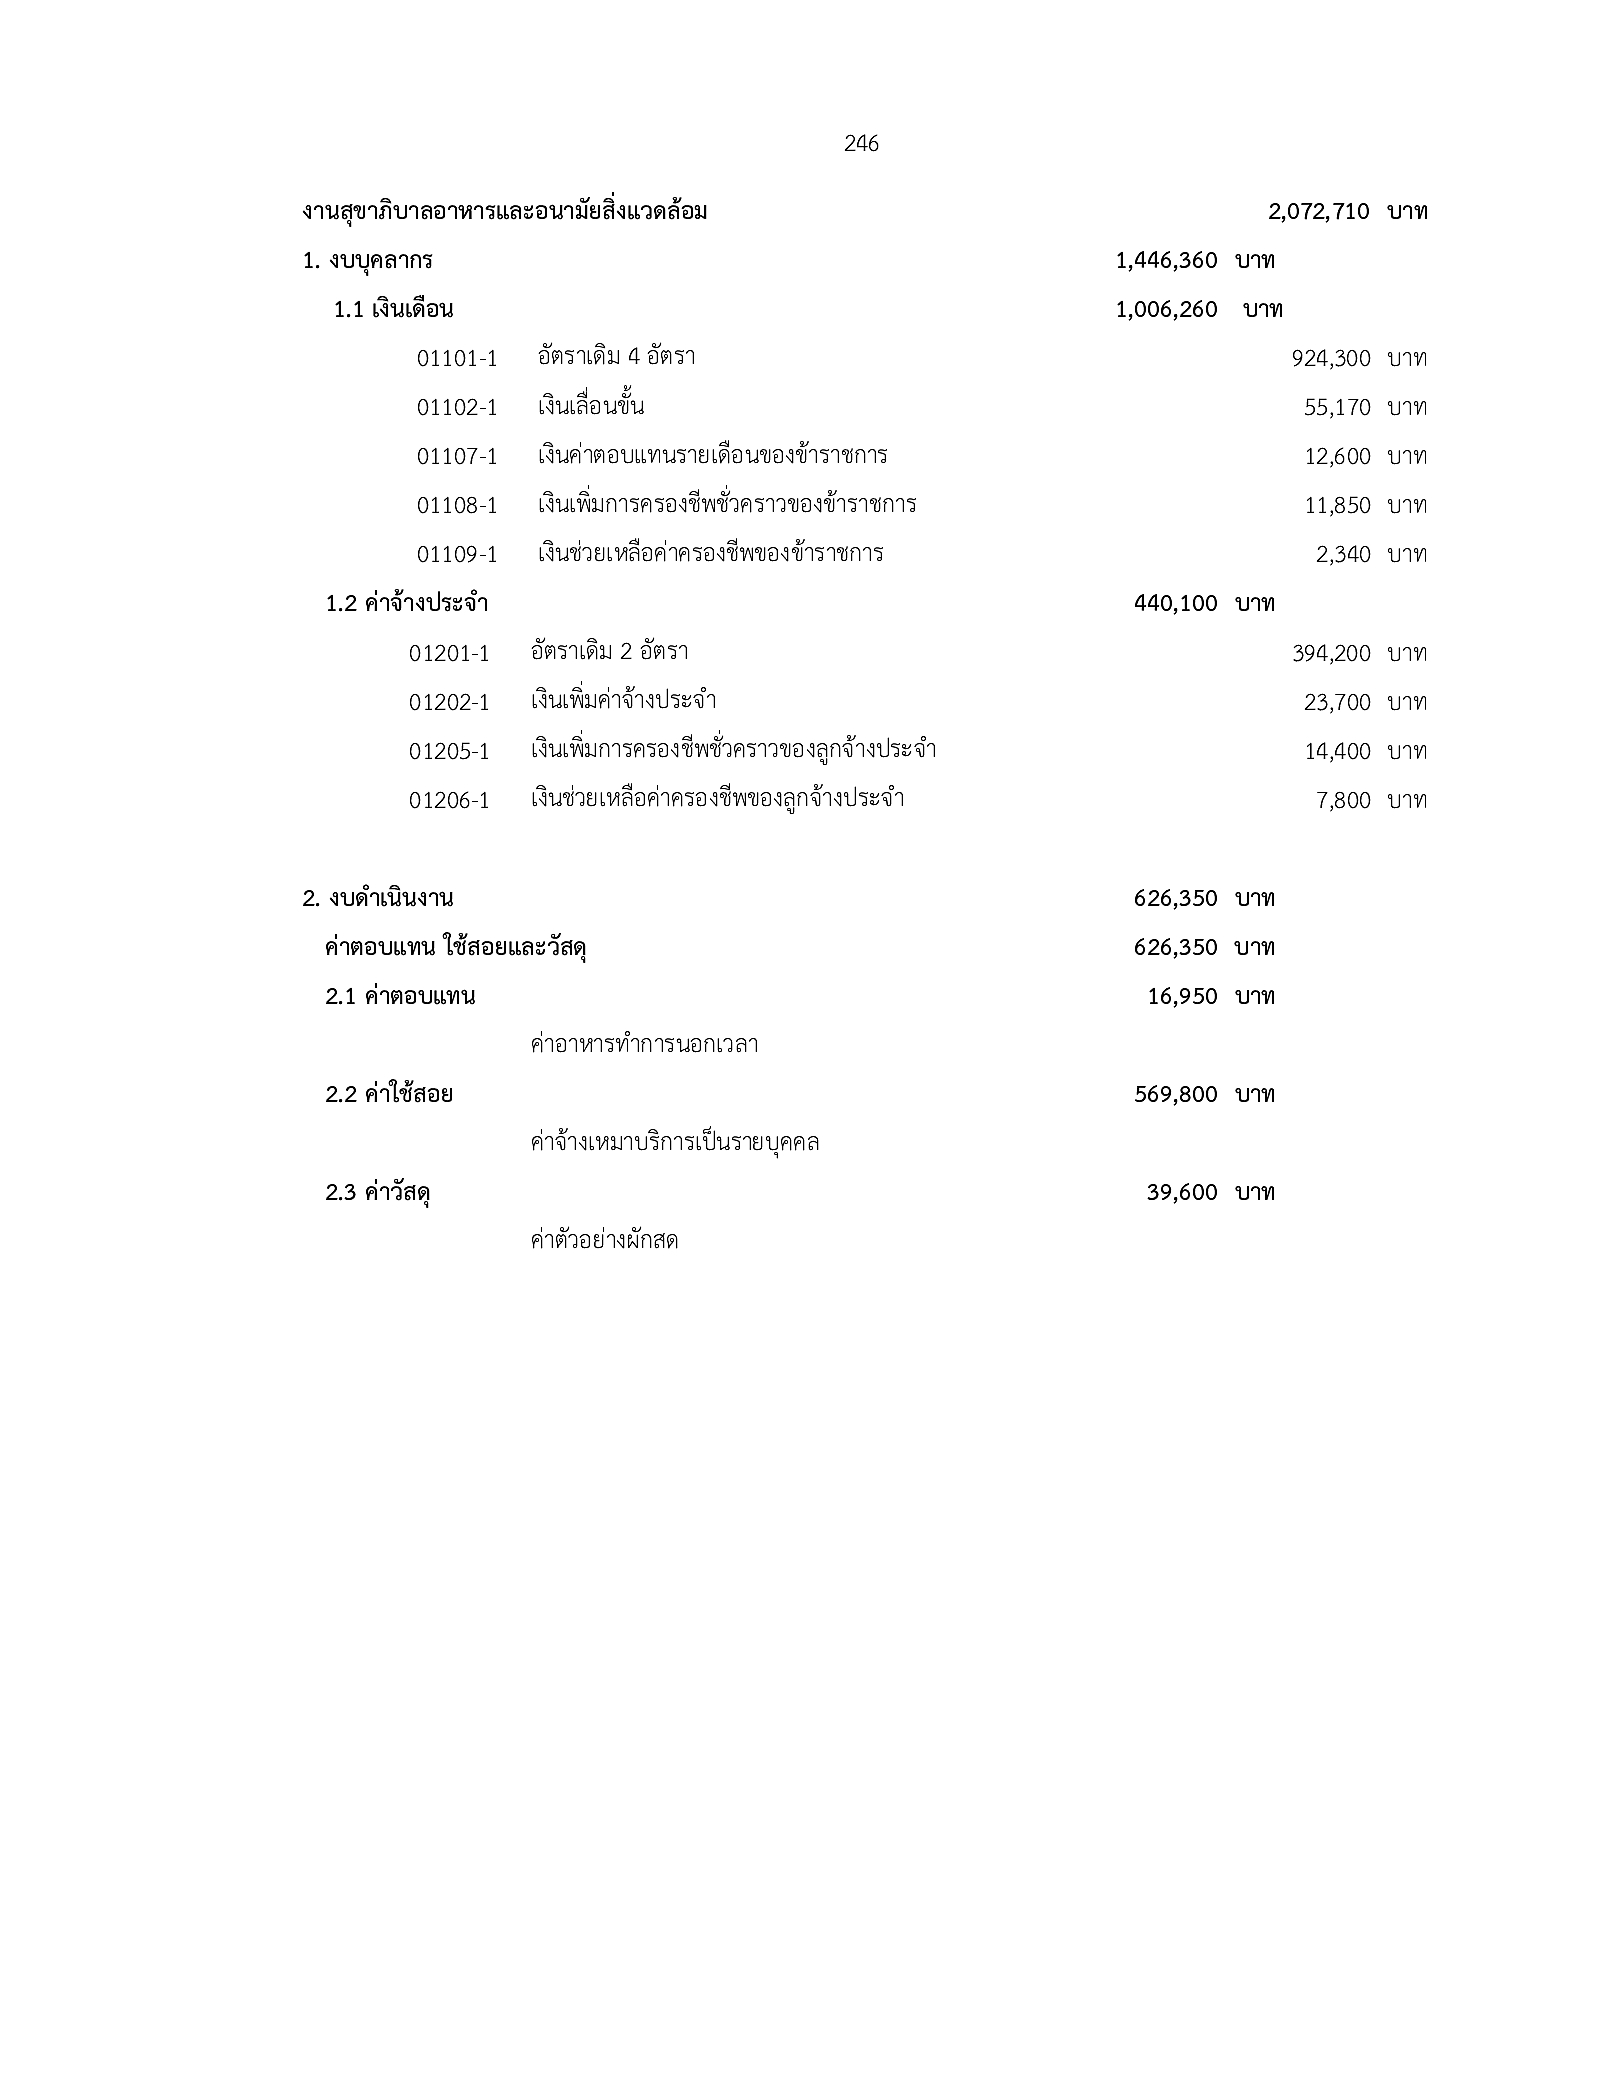 246
งานสุขาภิบาลอาหารและอนามัยสิ่งแวดล้อม 2,072,710 บาท
1. งบบุคลากร 1,446,360 บาท
1.1 เงินเดือน 1,006,260 บาท
01101-1 อัตราเดิม 4 อัตรา 924,300 บาท
01102-1 เงินเลื่อนขั้น 55,170 บาท
01107-1 เงินค่าตอบแทนรายเดือนของข้าราชการ 12,600 บาท
01108-1 เงินเพิ่มการครองชีพชั่วคราวของข้าราชการ 11,850 บาท
01109-1 เงินช่วยเหลือค่าครองชีพของข้าราชการ 2,340 บาท
1.2 ค่าจ้างประจำ 440,100 บาท
01201-1 อัตราเดิม 2 อัตรา 394,200 บาท
01202-1 เงินเพิ่มค่าจ้างประจำ 23,700 บาท
01205-1 เงินเพิ่มการครองชีพชั่วคราวของลูกจ้างประจำ 14,400 บาท
01206-1 เงินช่วยเหลือค่าครองชีพของลูกจ้างประจำ 7,800 บาท
2. งบดำเนินงาน 626,350 บาท
ค่าตอบแทน ใช้สอยและวัสดุ 626,350 บาท
2.1 ค่าตอบแทน 16,950 บาท
ค่าอาหารทำการนอกเวลา
2.2 ค่าใช้สอย 569,800 บาท
ค่าจ้างเหมาบริการเป็นรายบุคคล
2.3 ค่าวัสดุ 39,600 บาท
ค่าตัวอย่างผักสด